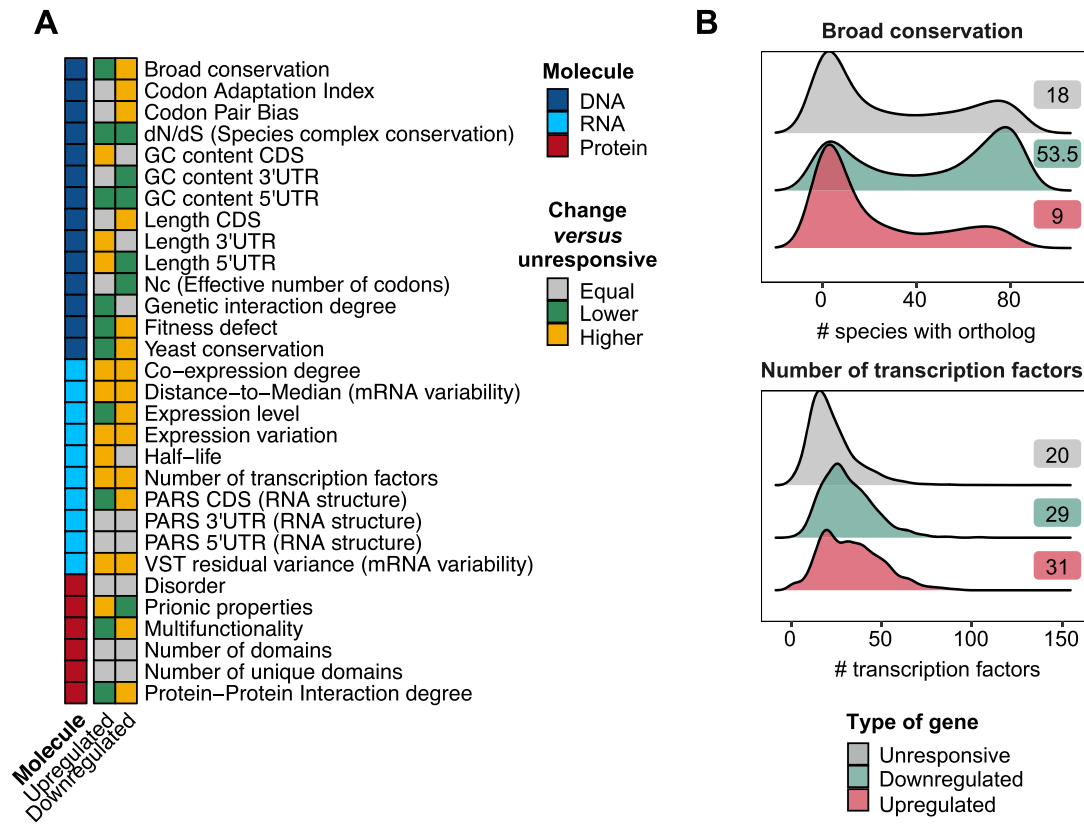 A
Broad conservation
Codon Adaptation Index
Codon Pair Bias
dN/dS (Species complex conservation)
GC content CDS
GC content 3'UTR
GC content 5'UTR
Length CDS
Length 3'UTR
Length 5'UTR
Nc (Effective number of codons)
Genetic interaction degree
Fitness defect
Yeast conservation
Co−expression degree
Distance−to−Median (mRNA variability)
Expression level
Expression variation
Half−life
Number of transcription factors
PARS CDS (RNA structure)
PARS 3'UTR (RNA structure)
PARS 5'UTR (RNA structure)
VST residual variance (mRNA variability)
Disorder
Prionic properties
Multifunctionality
Number of domains
Number of unique domains
Protein−Protein Interaction degree
Molecule
Upregulated
Downregulated
Molecule
DNA
RNA
Protein
Change
versus
unresponsive
Equal
Lower
Higher
B
Broad conservation
18
53.5
9
0 40 80
# species with ortholog
Number of transcription factors
20
29
31
0 50 100 150
# transcription factors
Type of gene
Unresponsive
Downregulated
Upregulated